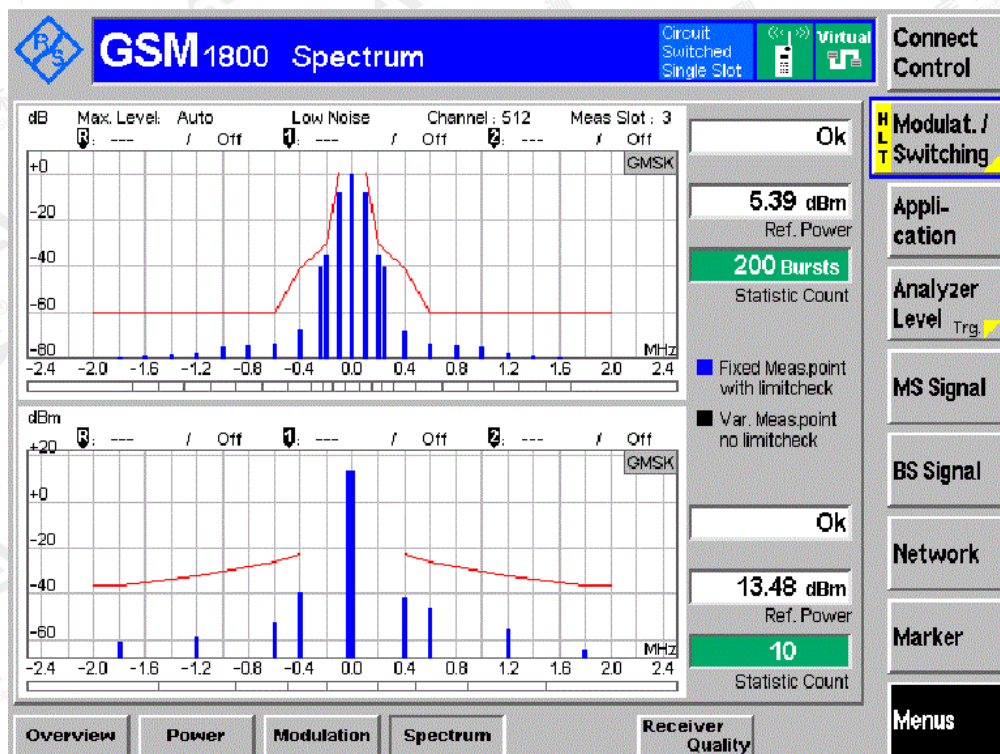 R S
GSM 1800 Spectrum
Circuit
Switched
Single Slot
Virtual
Connect
Control
dB Max. Level: Auto Low Noise Channel : 512 Meas Slot : 3
R : --- / Off 1 : --- / Off 2 : --- / Off
GMSK
+0
-20
-40
-60
-80
MHz
-2.4 -2.0 -1.6 -1.2 -0.8 -0.4 0.0 0.4 0.8 1.2 1.6 2.0 2.4
Ok
5.39 dBm
Ref. Power
200 Bursts
Statistic Count
Fixed Meas.point
with limitcheck
Var. Meas.point
no limitcheck
dBm
R : --- / Off 1 : --- / Off 2 : --- / Off
GMSK
+20
+0
-20
-40
-60
MHz
-2.4 -2.0 -1.6 -1.2 -0.8 -0.4 0.0 0.4 0.8 1.2 1.6 2.0 2.4
Ok
13.48 dBm
Ref. Power
10
Statistic Count
H
L
T
Modulat. /
Switching
Appli-
cation
Analyzer
Level Trg.
MS Signal
BS Signal
Network
Marker
Menus
Overview
Power
Modulation
Spectrum
Receiver
Quality